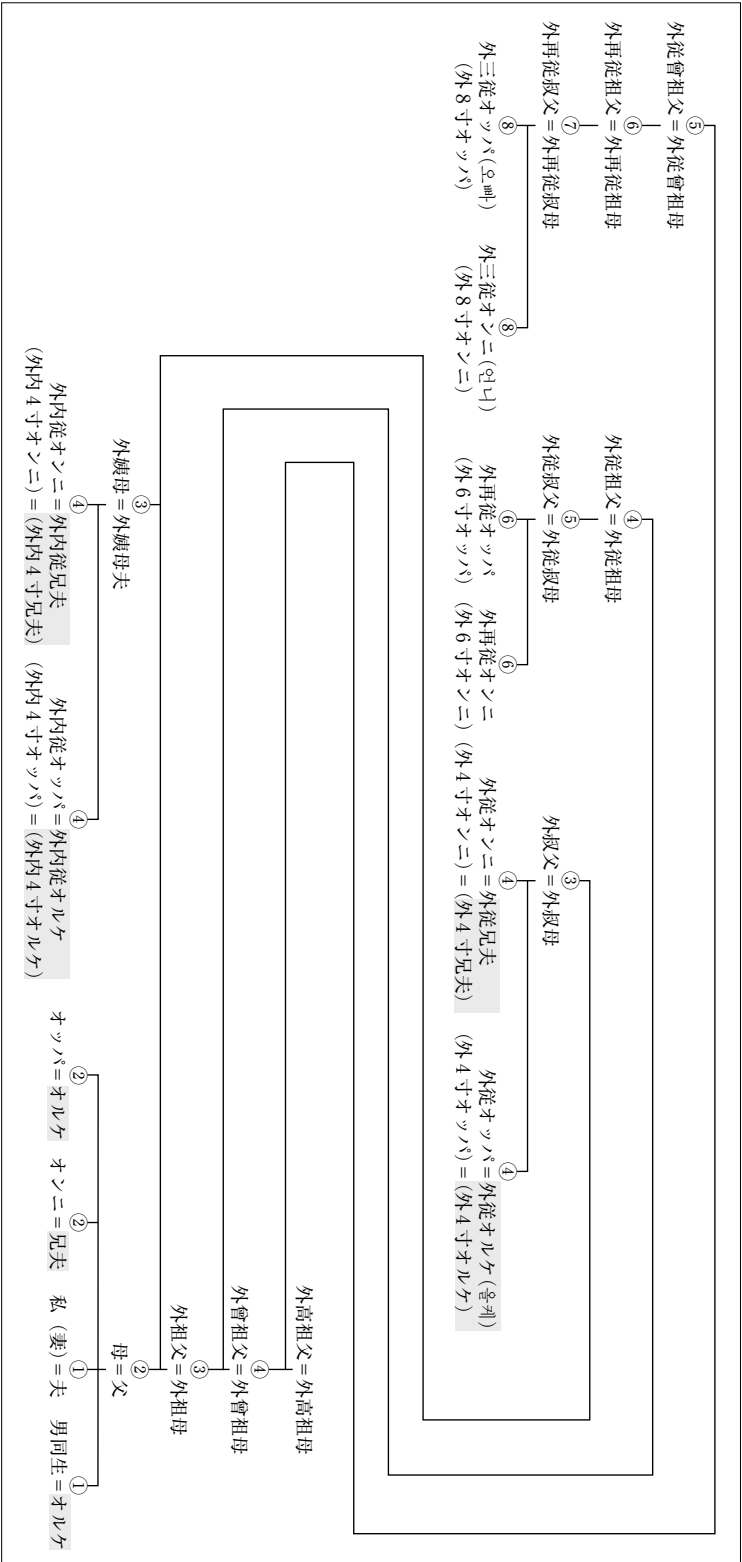 ⑤
外従曾祖父=外従曾祖母
⑥ ④
外再従祖父=外再従祖母 外従祖父=外従祖母
⑦ ⑤ ③
外再従叔父=外再従叔母 外従叔父=外従叔母 外叔父=外叔母
⑧ ⑧ ⑥ ⑥ ④ ④
外三従オッパ(오빠) 外三従オンニ(언니) 外再従オッパ 外再従オンニ 外従オンニ=外従兄夫 外従オッパ=外従オルケ(올케)
(外8寸オッパ) (外8寸オンニ) (外6寸オッパ) (外6寸オンニ) (外4寸オンニ)=(外4寸兄夫) (外4寸オッパ)=(外4寸オルケ)
外高祖父=外高祖母
④
外曾祖父=外曾祖母
③
外祖父=外祖母
③ ②
外姨母=外姨母夫 母=父
④ ④ ② ② ① ①
外内従オンニ=外内従兄夫 外内従オッパ=外内従オルケ オッパ=オルケ オンニ=兄夫 私(妻)=夫 男同生=オルケ
(外内4寸オンニ)=(外内4寸兄夫) (外内4寸オッパ)=(外内4寸オルケ)